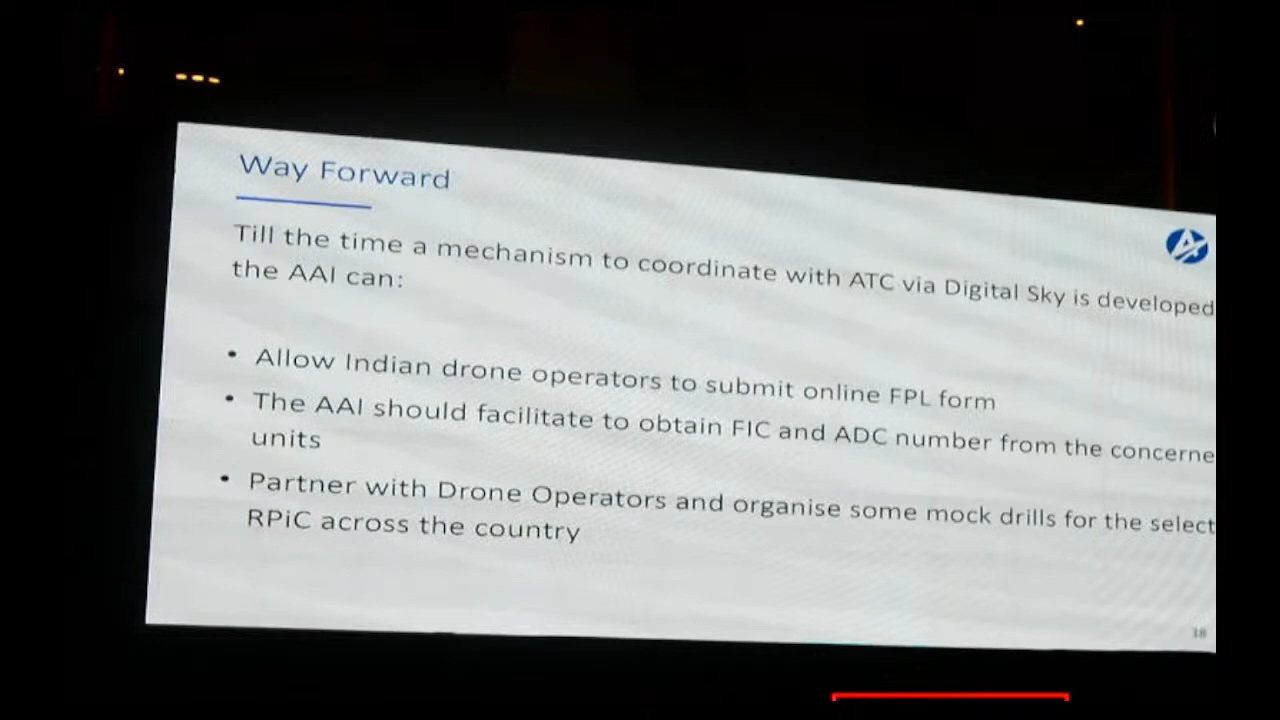 Way Forward
Till the time a mechanism to coordinate with ATC via Digital Sky is developed
the AAI can:
• Allow Indian drone operators to submit online FPL form
• The AAI should facilitate to obtain FIC and ADC number from the concerne
units
• Partner with Drone Operators and organise some mock drills for the select
RPiC across the country
18